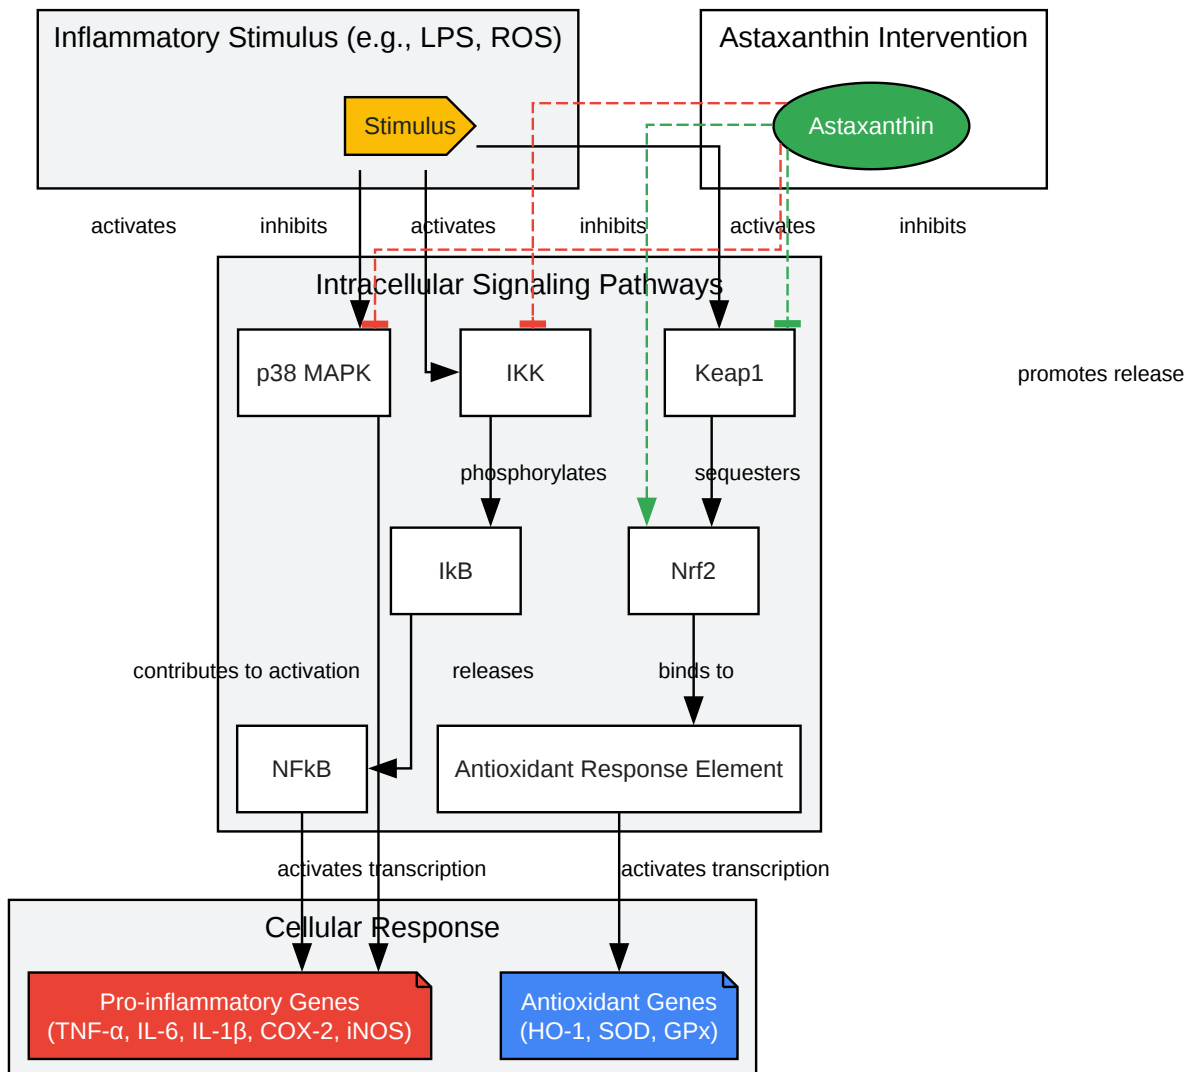 Inflammatory Stimulus (e.g., LPS, ROS)
Astaxanthin Intervention
Stimulus
Astaxanthin
activates
inhibits
activates
inhibits
activates
inhibits
Intracellular Signaling Pathways
p38 MAPK
IKK
Keap1
promotes release
phosphorylates
sequesters
IkB
Nrf2
contributes to activation
releases
binds to
NFkB
Antioxidant Response Element
activates transcription
activates transcription
Cellular Response
Pro-inflammatory Genes
(TNF-α, IL-6, IL-1β, COX-2, iNOS)
Antioxidant Genes
(HO-1, SOD, GPx)